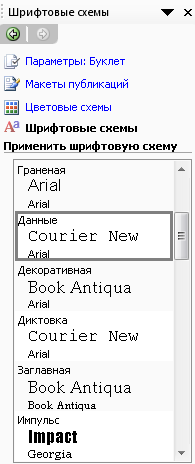 Шрифтовые схемы
Параметры: Буклет
Макеты публикаций
Цветовые схемы
Шрифтовые схемы
Применить шрифтовую схему
Граненая
Arial
Arial
Данные
Courier New
Arial
Декоративная
Book Antiqua
Arial
Диктовка
Courier New
Arial
Заглавная
Book Antiqua
Book Antiqua
Импульс
Impact
Georgia